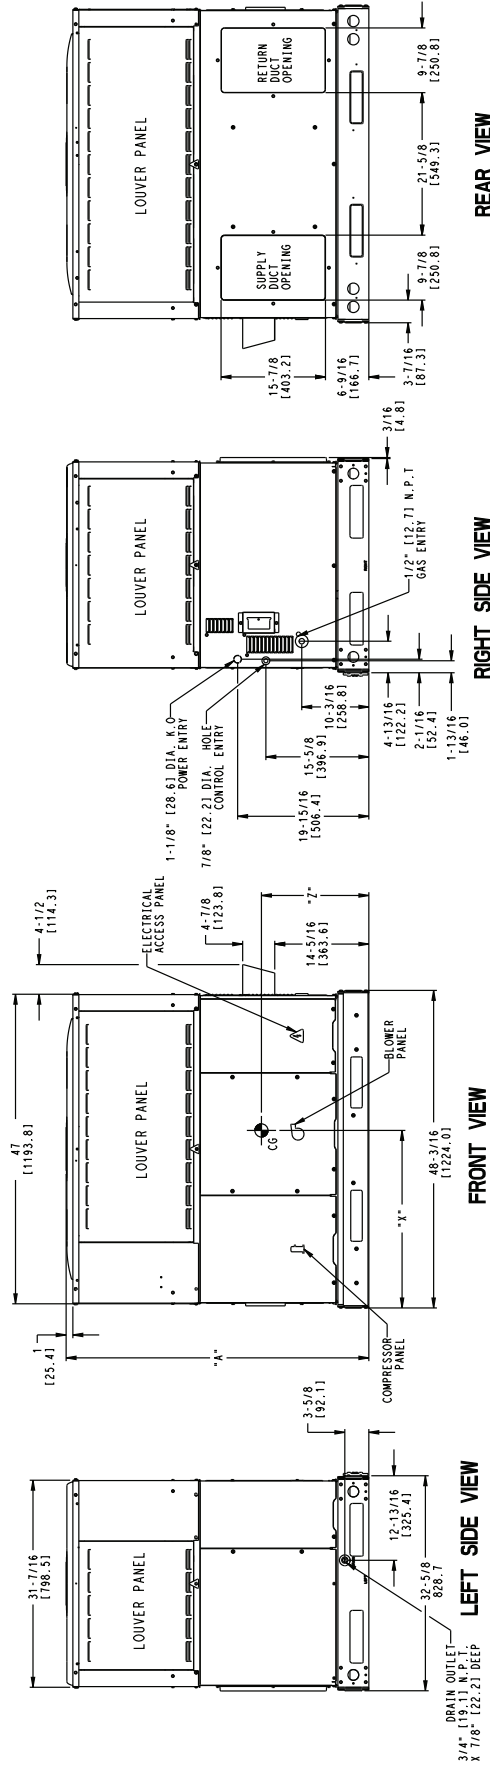 31-7/16
[798.5]
LOUVER PANEL
3-5/8
[92.1]
12-13/16
[325.4]
32-5/8
828.7
DRAIN OUTLET
3/4" [19.1] N.P.T.
X 7/8" [22.2] DEEP
LEFT SIDE VIEW
1
[25.4]
47
[1193.8]
4-1/2
[114.3]
"A"
LOUVER PANEL
ELECTRICAL
ACCESS PANEL
4-7/8
[123.8]
CG
"Z"
14-5/16
[363.6]
COMPRESSOR
PANEL
BLOWER
PANEL
"X"
48-3/16
[1224.0]
FRONT VIEW
LOUVER PANEL
1-1/8" [28.6] DIA. K.O
POWER ENTRY
7/8" [22.2] DIA. HOLE
CONTROL ENTRY
19-15/16
[506.4]
15-5/8
[396.9]
10-3/16
[258.8]
4-13/16
[122.2]
2-1/16
[52.4]
1-13/16
[46.0]
1/2" [12.7] N.P.T
GAS ENTRY
3/16
[4.8]
RIGHT SIDE VIEW
LOUVER PANEL
SUPPLY
DUCT
OPENING
RETURN
DUCT
OPENING
15-7/8
[403.2]
6-9/16
[166.7]
3-7/16
[87.3]
9-7/8
[250.8]
21-5/8
[549.3]
9-7/8
[250.8]
REAR VIEW